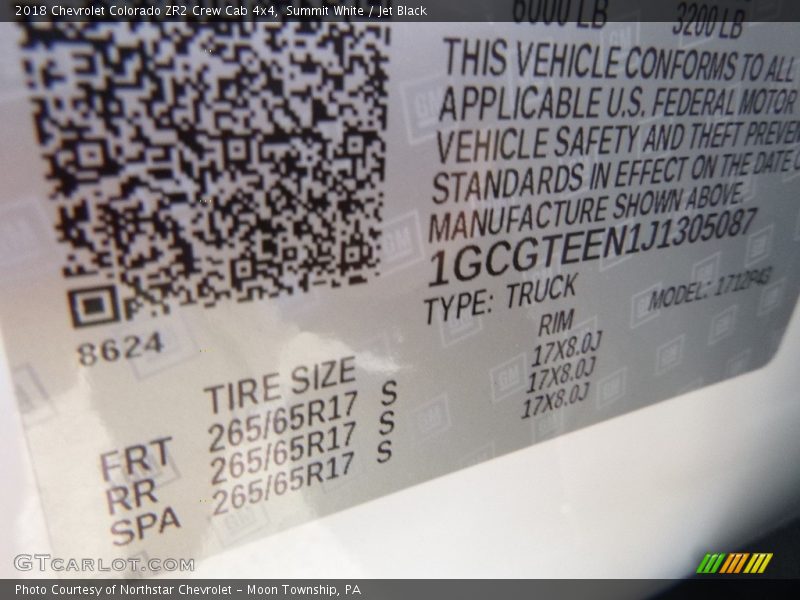 2018 Chevrolet Colorado ZR2 Crew Cab 4x4, Summit White / Jet Black
6000 LB 3200 LB
THIS VEHICLE CONFORMS TO ALL
APPLICABLE U.S. FEDERAL MOTOR
VEHICLE SAFETY AND THEFT PREVEN
STANDARDS IN EFFECT ON THE DATE O
MANUFACTURE SHOWN ABOVE.
1GCGTEEN1J1305087
TYPE: TRUCK MODEL: 1712P43
8624
TIRE SIZE RIM
FRT 265/65R17 S 17X8.0J
RR 265/65R17 S 17X8.0J
SPA 265/65R17 S 17X8.0J
GTCARLOT.COM
Photo Courtesy of Northstar Chevrolet - Moon Township, PA